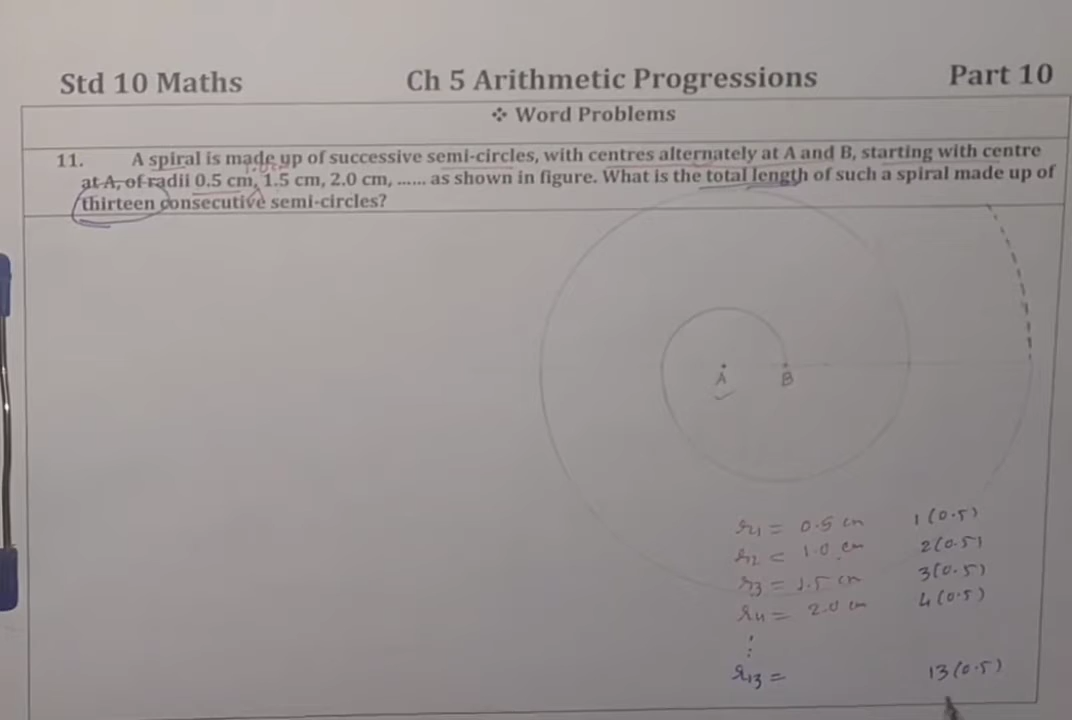 Std 10 Maths Ch 5 Arithmetic Progressions Part 10
❖ Word Problems
11. A spiral is made up of successive semi-circles, with centres alternately at A and B, starting with centre
1.0 cm
at A, of radii 0.5 cm, 1.5 cm, 2.0 cm, ...... as shown in figure. What is the total length of such a spiral made up of
thirteen consecutive semi-circles?
A B
r1 = 0.5 cm 1(0.5)
r2 = 1.0 cm 2(0.5)
r3 = 1.5 cm 3(0.5)
r4 = 2.0 cm 4(0.5)
r13 = 13(0.5)